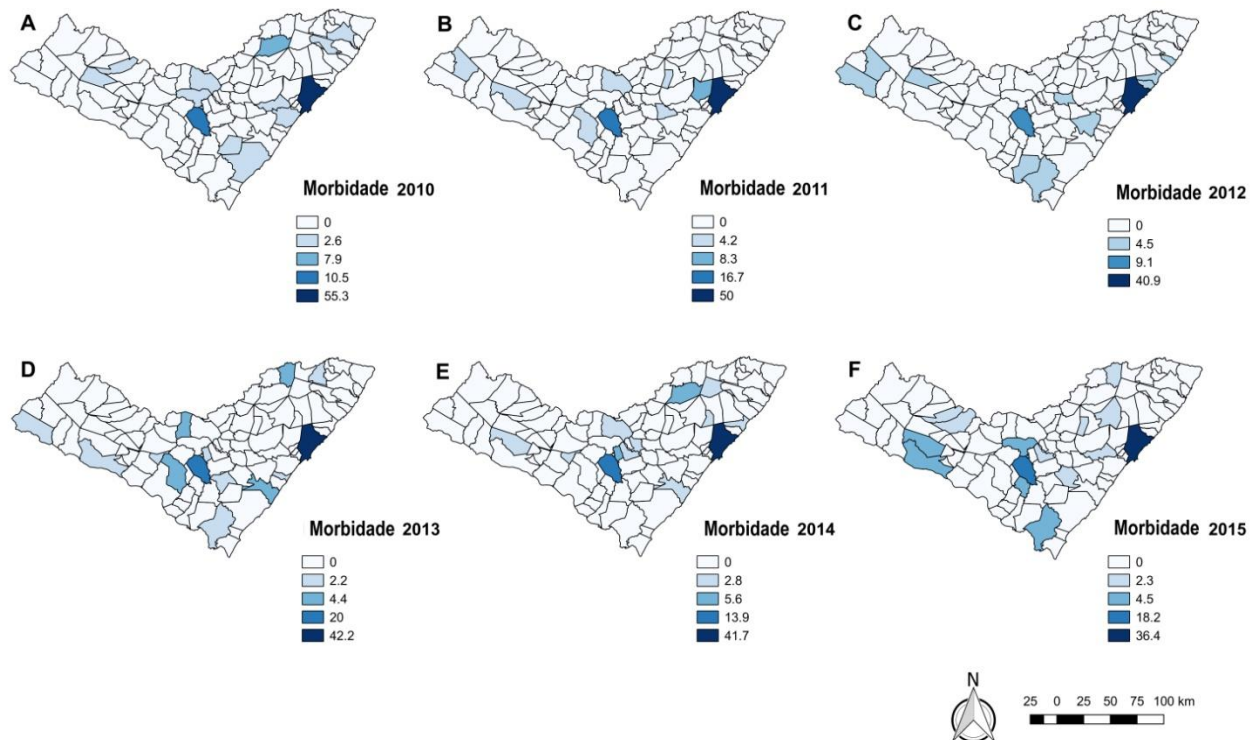 A
Morbidade 2010
0
2.6
7.9
10.5
55.3
B
Morbidade 2011
0
4.2
8.3
16.7
50
C
Morbidade 2012
0
4.5
9.1
40.9
D
Morbidade 2013
0
2.2
4.4
20
42.2
E
Morbidade 2014
0
2.8
5.6
13.9
41.7
F
Morbidade 2015
0
2.3
4.5
18.2
36.4
N
25 0 25 50 75 100 km